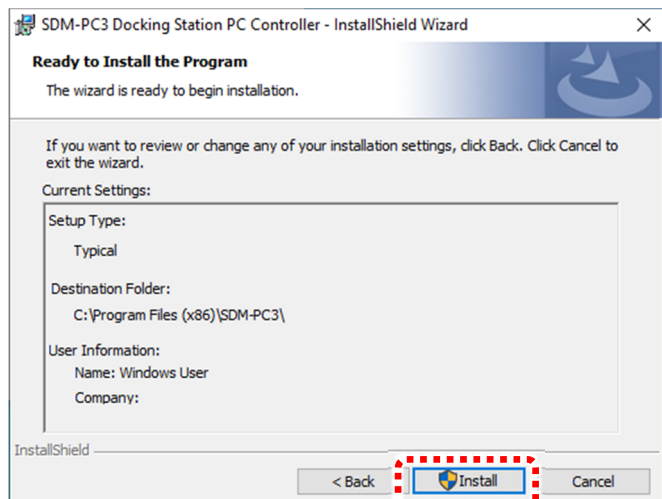 SDM-PC3 Docking Station PC Controller - InstallShield Wizard
Ready to Install the Program
The wizard is ready to begin installation.
If you want to review or change any of your installation settings, click Back. Click Cancel to
exit the wizard.
Current Settings:
Setup Type:
Typical
Destination Folder:
C:\Program Files (x86)\SDM-PC3\
User Information:
Name: Windows User
Company:
InstallShield
< Back
Install
Cancel